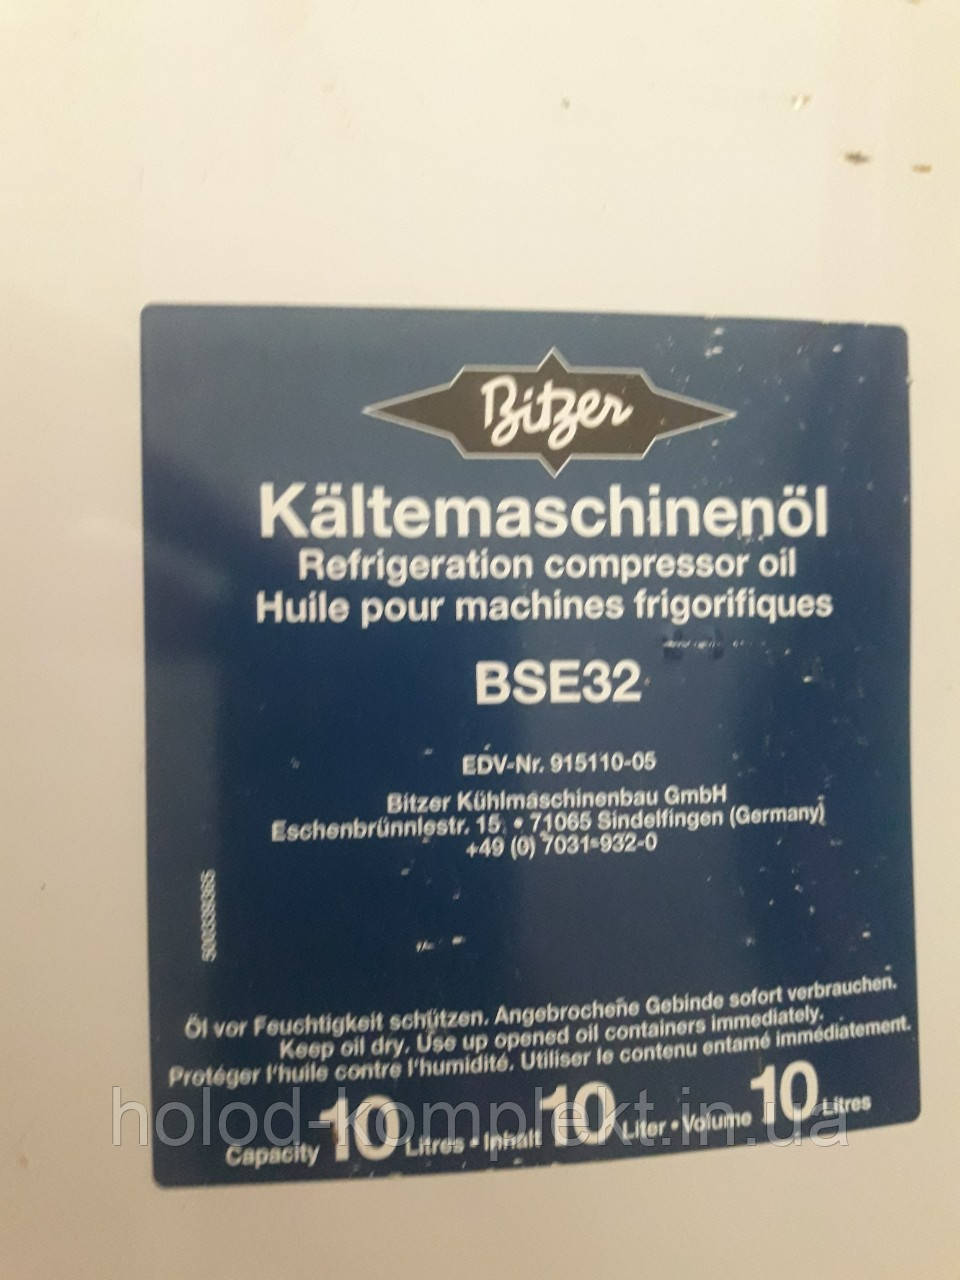 Bitzer
Kältemaschinenöl
Refrigeration compressor oil
Huile pour machines frigorifiques
BSE32
EDV-Nr. 915110-05
Bitzer Kühlmaschinenbau GmbH
Eschenbrünnlestr. 15 • 71065 Sindelfingen (Germany)
+49 (0) 7031-932-0
Öl vor Feuchtigkeit schützen. Angebrochene Gebinde sofort verbrauchen.
Keep oil dry. Use up opened oil containers immediately.
Protéger l'huile contre l'humidité. Utiliser le contenu entamé immédiatement.
Capacity 10 Litres • Inhalt 10 Liter • Volume 10 Litres
holod-komplekt.in.ua